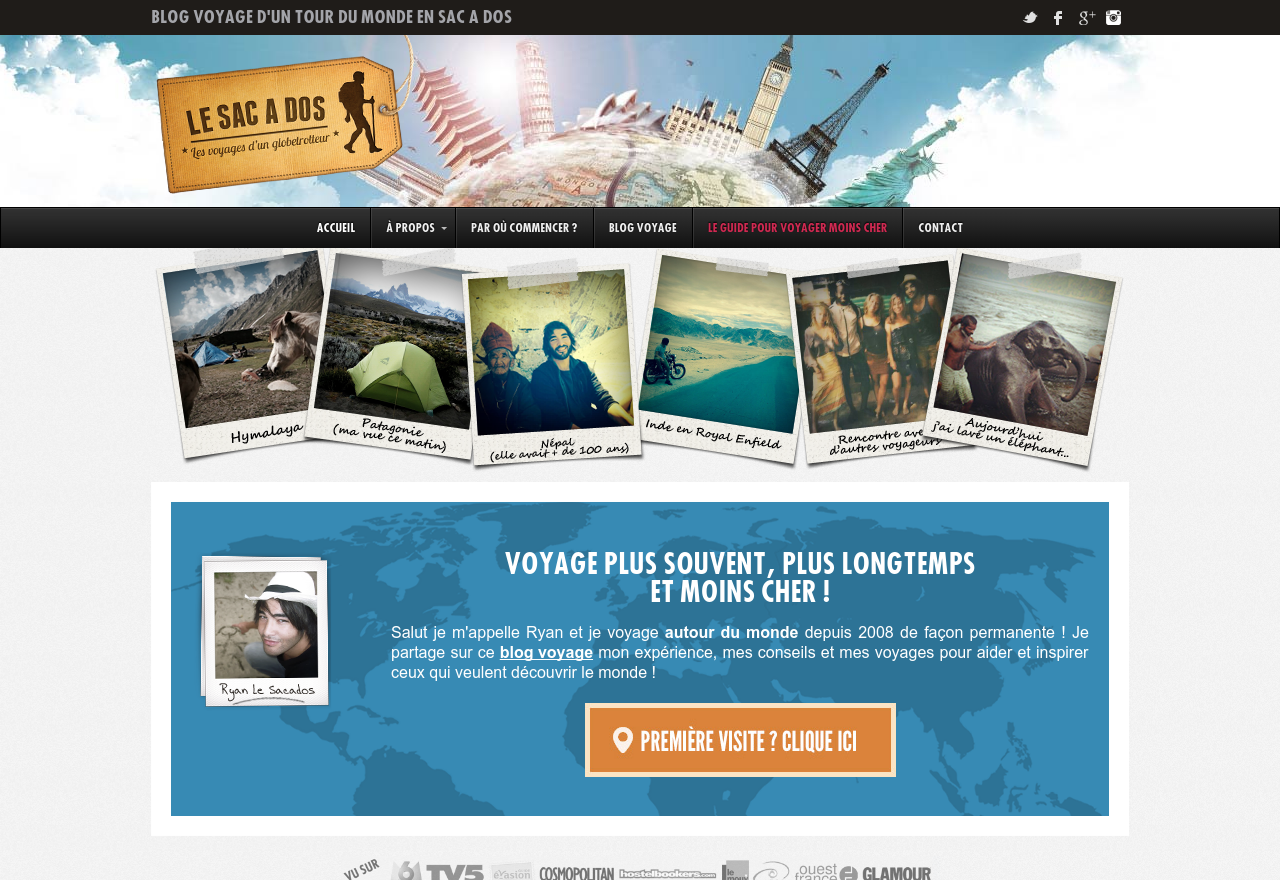 BLOG VOYAGE D'UN TOUR DU MONDE EN SAC A DOS
LE SAC A DOS
Les voyages d'un globetrotteur
MONGOLIA
CHINA
ACCUEIL
À PROPOS
PAR OÙ COMMENCER ?
BLOG VOYAGE
LE GUIDE POUR VOYAGER MOINS CHER
CONTACT
Hymalaya
Patagonie
(ma vue ce matin)
Népal
(elle avait + de 100 ans)
Inde en Royal Enfield
Rencontre ave
d'autres voyageurs
Aujourd'hui
j'ai lavé un éléphant...
VOYAGE PLUS SOUVENT, PLUS LONGTEMPS
ET MOINS CHER !
Salut je m'appelle Ryan et je voyage autour du monde depuis 2008 de façon permanente ! Je
partage sur ce blog voyage mon expérience, mes conseils et mes voyages pour aider et inspirer
ceux qui veulent découvrir le monde !
Ryan Le Sacados
PREMIÈRE VISITE ? CLIQUE ICI
VU SUR
6 TV5 evasion COSMOPOLITAN hostelbookers.com le mouv ouest france GLAMOUR